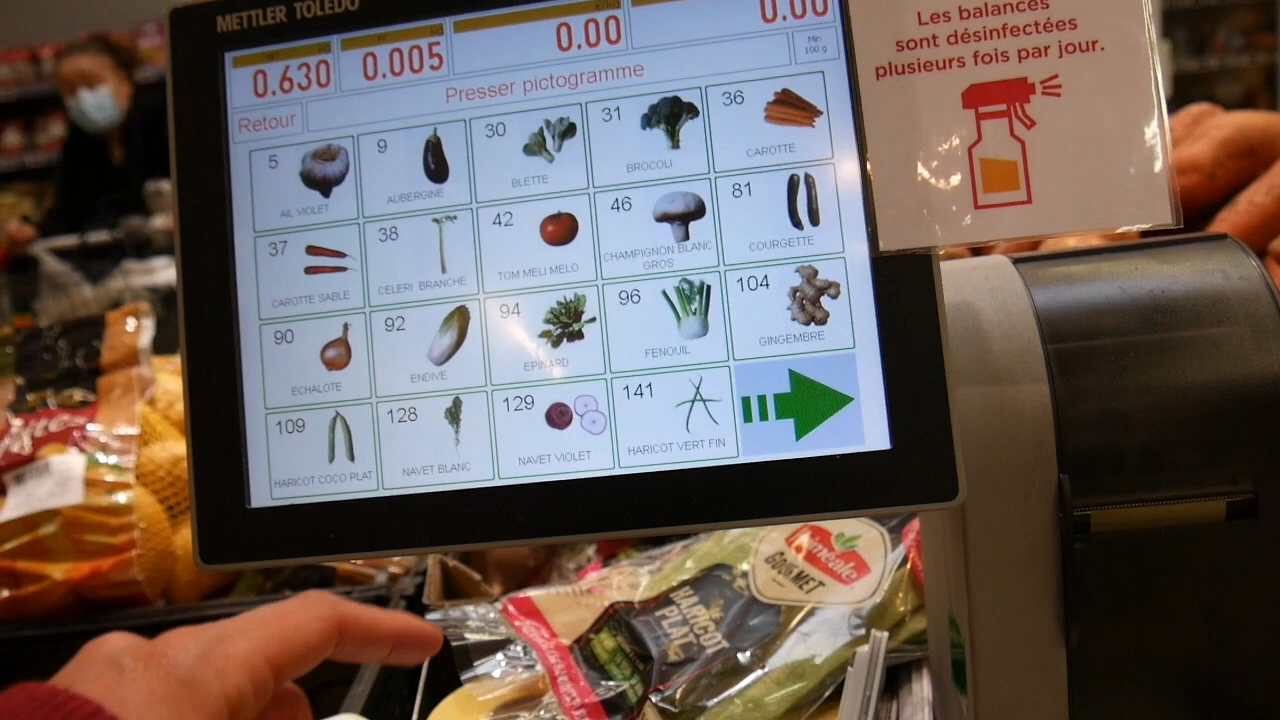 METTLER TOLEDO
€/kg
0.630
0.005
0.00
0.00
Min
100 g
Presser pictogramme
Retour
5
AIL VIOLET
9
AUBERGINE
30
BLETTE
31
BROCOLI
36
CAROTTE
37
CAROTTE SABLE
38
CELERI BRANCHE
42
TOM MELI MELO
46
CHAMPIGNON BLANC
GROS
81
COURGETTE
90
ECHALOTE
92
ENDIVE
94
EPINARD
96
FENOUIL
104
GINGEMBRE
109
HARICOT COCO PLAT
128
NAVET BLANC
129
NAVET VIOLET
141
HARICOT VERT FIN
Les balances
sont désinfectées
plusieurs fois par jour.
GOURMET
HARICOT
PLAT